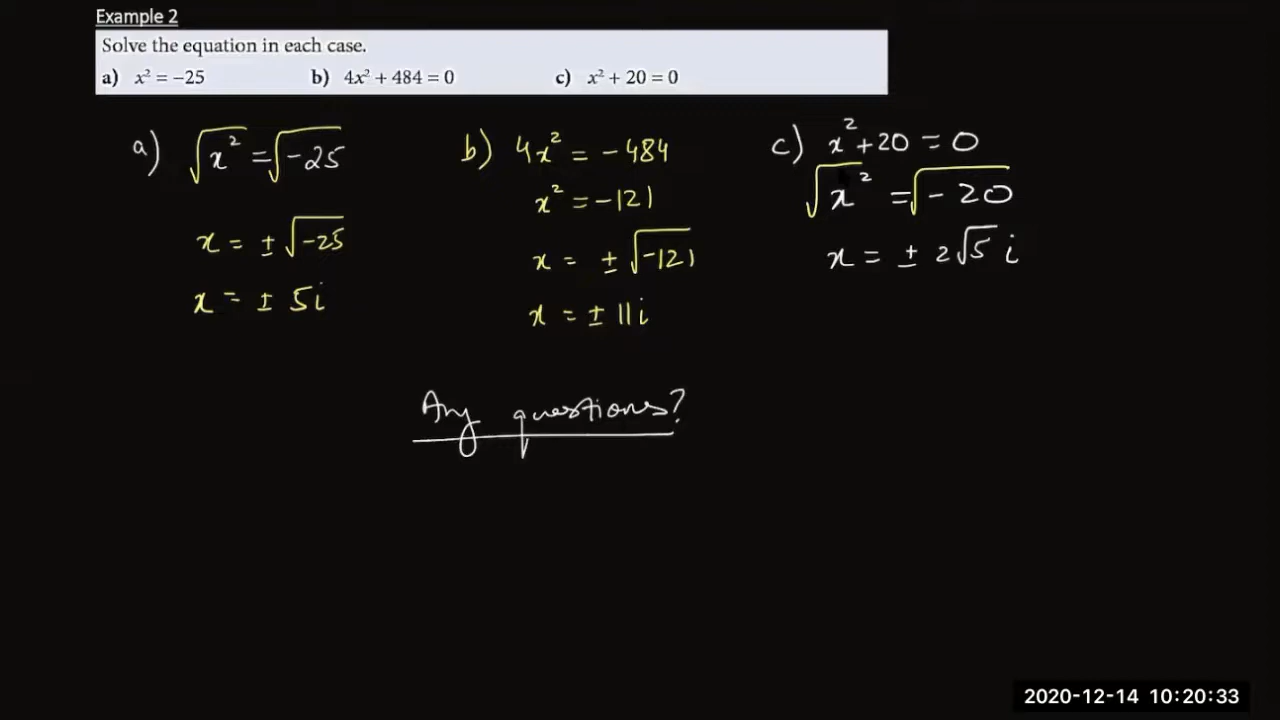 Example 2
Solve the equation in each case.
a) x² = −25 b) 4x² + 484 = 0 c) x² + 20 = 0
a) √x² = √−25
x = ± √−25
x = ± 5i
b) 4x² = −484
x² = −121
x = ± √−121
x = ± 11i
c) x² + 20 = 0
√x² = √−20
x = ± 2√5 i
Any questions?
2020-12-14 10:20:33